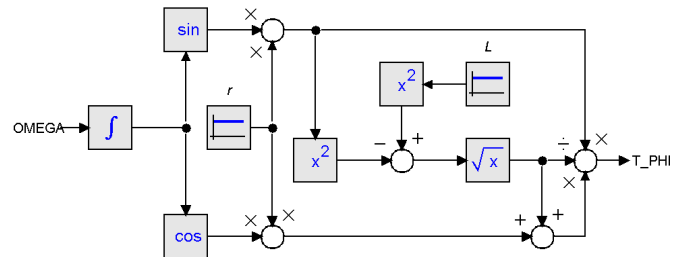 sin
×
×
r
L
x²
×
OMEGA
∫
x²
−
+
√x
÷
×
T_PHI
cos
×
×
+
+